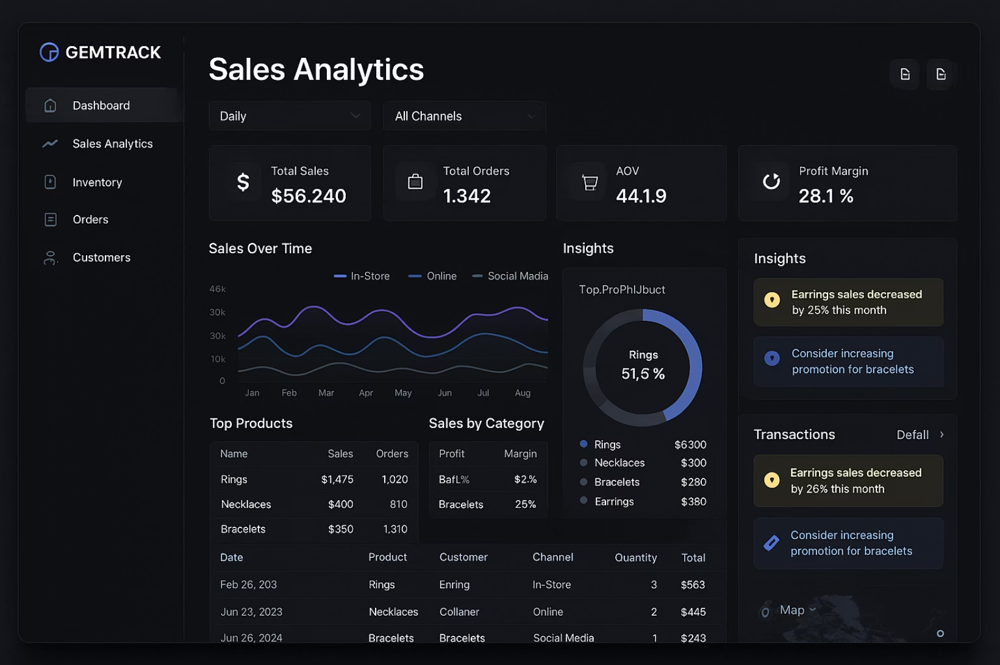 GEMTRACK
Dashboard
Sales Analytics
Inventory
Orders
Customers
Sales Analytics
Daily
All Channels
Total Sales
$56.240
Total Orders
1.342
AOV
44.1.9
Profit Margin
28.1 %
Sales Over Time
In-Store Online Social Madia
46k
30k
30k
10k
0
Jan Feb Mar Apr May Jun Jul Aug
Insights
Top.ProPhlJbuct
Rings
51,5 %
Rings $6300
Necklaces $300
Bracelets $280
Earrings $380
Insights
Earrings sales decreased
by 25% this month
Consider increasing
promotion for bracelets
Top Products
Name Sales Orders
Rings $1,475 1,020
Necklaces $400 810
Bracelets $350 1,310
Sales by Category
Profit Margin
BafL% $2.%
Bracelets 25%
Date Product Customer Channel Quantity Total
Feb 26, 203 Rings Enring In-Store 3 $563
Jun 23, 2023 Necklaces Collaner Online 2 $445
Jun 26, 2024 Bracelets Bracelets Social Media 1 $243
Transactions Defall
Earrings sales decreased
by 26% this month
Consider increasing
promotion for bracelets
Map